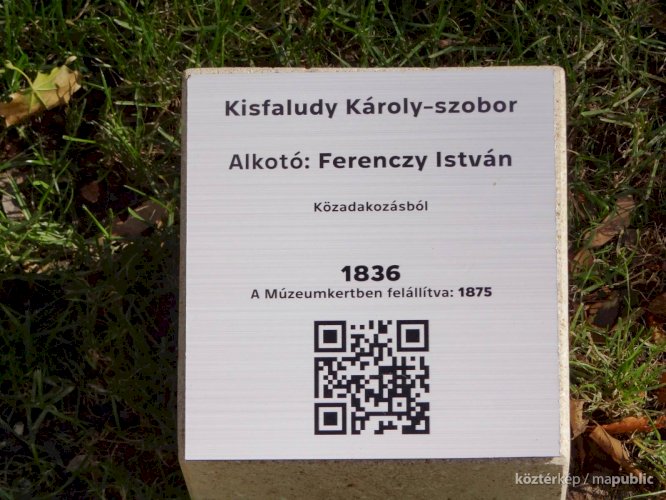 Kisfaludy Károly-szobor
Alkotó: Ferenczy István
Közadakozásból
1836
A Múzeumkertben felállítva: 1875
köztérkép / mapublic